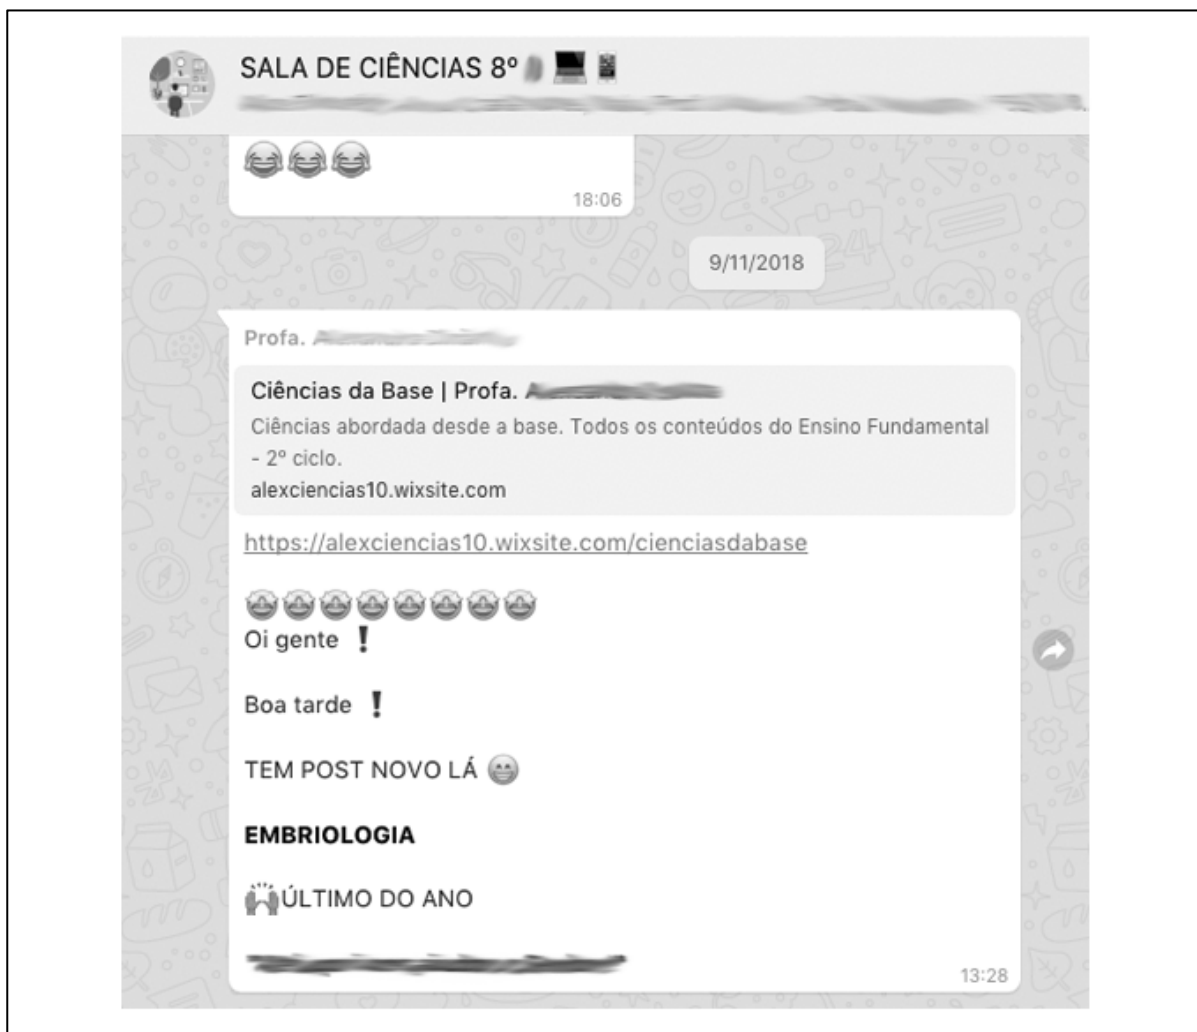 SALA DE CIÊNCIAS 8º
18:06
9/11/2018
Profa.
Ciências da Base | Profa.
Ciências abordada desde a base. Todos os conteúdos do Ensino Fundamental
- 2º ciclo.
alexciencias10.wixsite.com
https://alexciencias10.wixsite.com/cienciasdabase
Oi gente ❗
Boa tarde ❗
TEM POST NOVO LÁ
EMBRIOLOGIA
ÚLTIMO DO ANO
13:28